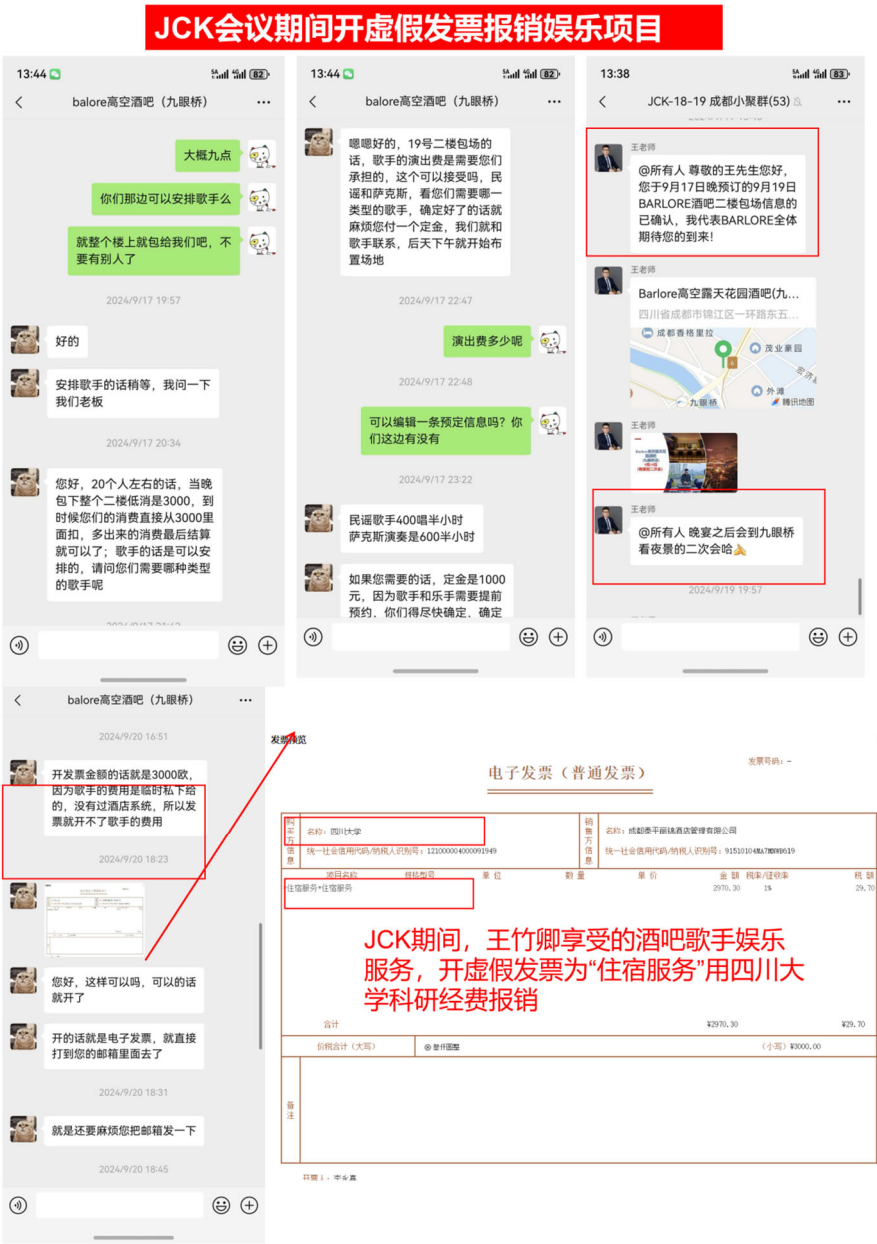 JCK会议期间开虚假发票报销娱乐项目
13:44
82
balore高空酒吧（九眼桥）
大概九点
你们那边可以安排歌手么
就整个楼上就包给我们吧，不
要有别人了
2024/9/17 19:57
好的
安排歌手的话稍等，我问一下
我们老板
2024/9/17 20:34
您好，20个人左右的话，当晚
包下整个二楼低消是3000，到
时候您们的消费直接从3000里
面扣，多出来的消费最后结算
就可以了；歌手的话是可以安
排的，请问您们需要哪种类型
的歌手呢
13:44
82
balore高空酒吧（九眼桥）
嗯嗯好的，19号二楼包场的
话，歌手的演出费是需要您们
承担的，这个可以接受吗，民
谣和萨克斯，看您们需要哪一
类型的歌手，确定好了的话就
麻烦您付一个定金，我们就和
歌手联系，后天下午就开始布
置场地
2024/9/17 22:47
演出费多少呢
2024/9/17 22:48
可以编辑一条预定信息吗？你
们这边有没有
2024/9/17 23:22
民谣歌手400唱半小时
萨克斯演奏是600半小时
如果您需要的话，定金是1000
元，因为歌手和乐手需要提前
预约，你们得尽快确定，确定
13:38
83
JCK-18-19 成都小聚群(53)
王老师
@所有人 尊敬的王先生您好，
您于9月17日晚预订的9月19日
BARLORE酒吧二楼包场信息的
已确认，我代表BARLORE全体
期待您的到来！
王老师
Barlore高空露天花园酒吧(九...
四川省成都市锦江区一环路东五...
成都香格里拉
茂业豪园
外滩
九眼桥
腾讯地图
王老师
王老师
@所有人 晚宴之后会到九眼桥
看夜景的二次会哈
2024/9/19 19:57
balore高空酒吧（九眼桥）
2024/9/20 16:51
开发票金额的话就是3000欧，
因为歌手的费用是临时私下给
的，没有过酒店系统，所以发
票就开不了歌手的费用
2024/9/20 18:23
您好，这样可以吗，可以的话
就开了
开的话就是电子发票，就直接
打到您的邮箱里面去了
2024/9/20 18:31
就是还要麻烦您把邮箱发一下
2024/9/20 18:45
发票预览
电子发票（普通发票）
发票号码：-
购买方信息
名称：四川大学
统一社会信用代码/纳税人识别号：121000004000091949
销售方信息
名称：成都泰平丽锦酒店管理有限公司
统一社会信用代码/纳税人识别号：
项目名称 规格型号 单 位 数 量 单 价 金 额 税率/征收率 税 额
*住宿服务*住宿服务 2970.30 1% 29.70
JCK期间，王竹卿享受的酒吧歌手娱乐
服务，开虚假发票为“住宿服务”用四川大
学科研经费报销
合计 ¥2970.30 ¥29.70
价税合计（大写） 叁仟圆整 （小写）¥3000.00
备注